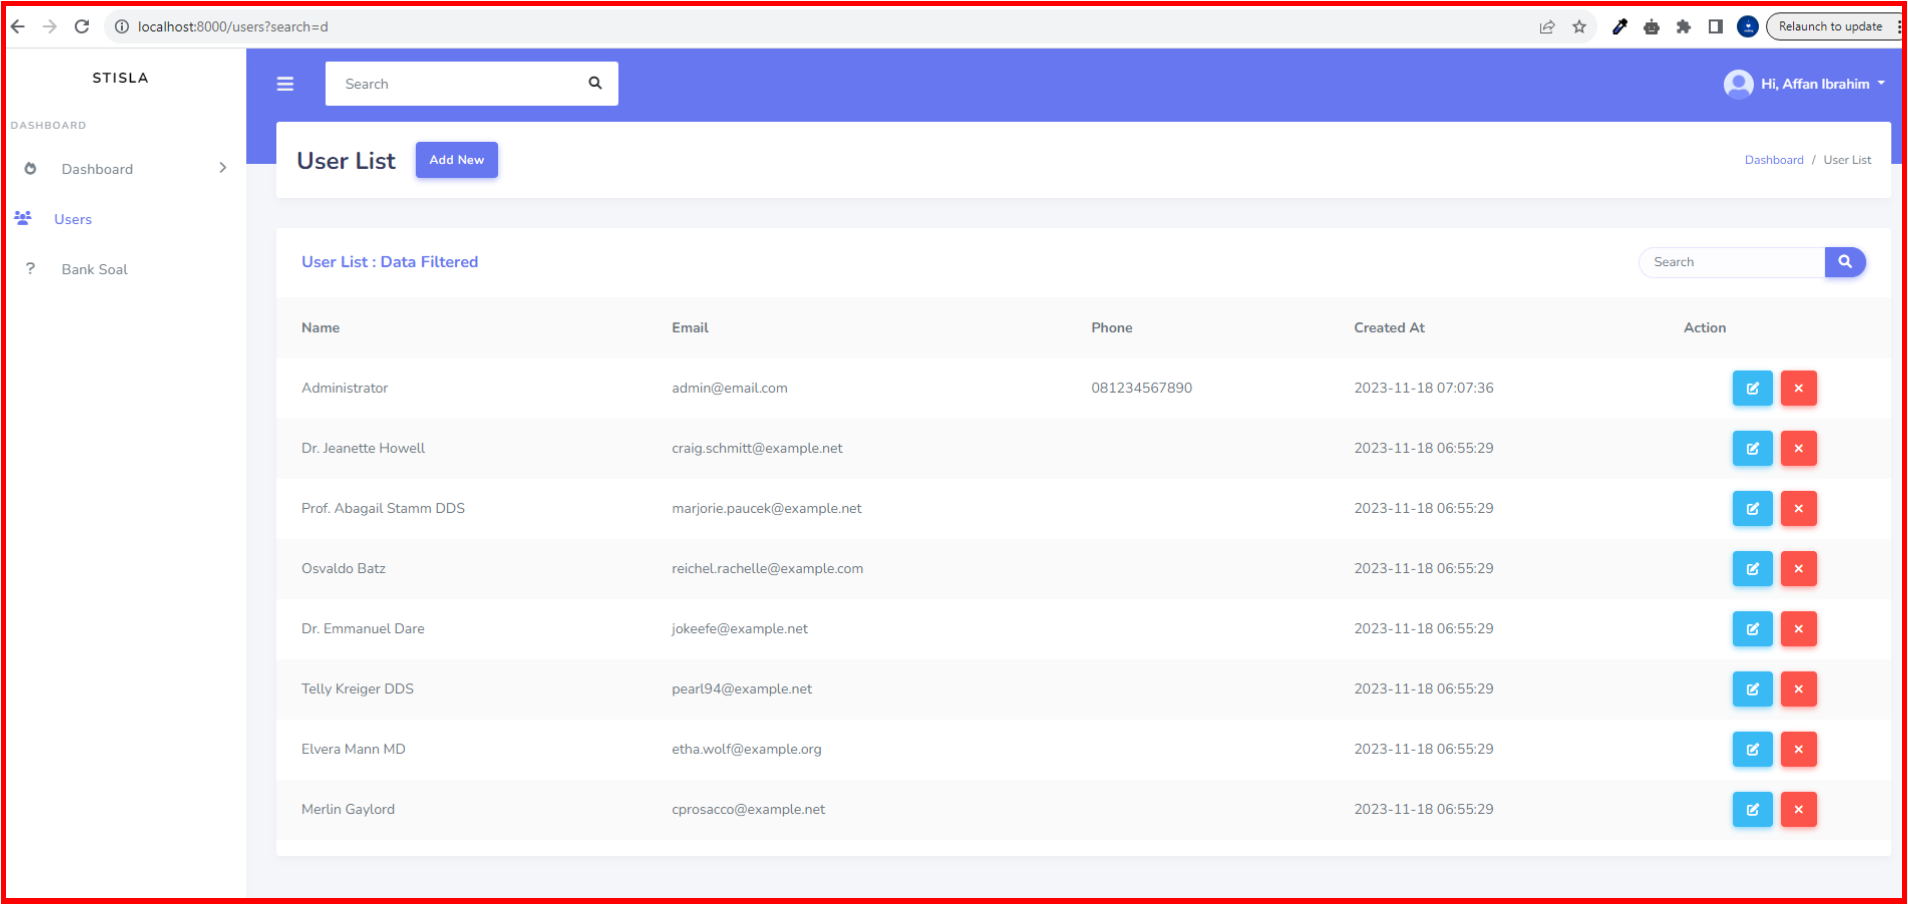 localhost:8000/users?search=d
Relaunch to update
STISLA
Search
Hi, Affan Ibrahim
DASHBOARD
Dashboard
Users
Bank Soal
User List
Add New
Dashboard / User List
User List : Data Filtered
Search
Name Email Phone Created At Action
Administrator admin@email.com 081234567890 2023-11-18 07:07:36
Dr. Jeanette Howell craig.schmitt@example.net 2023-11-18 06:55:29
Prof. Abagail Stamm DDS marjorie.paucek@example.net 2023-11-18 06:55:29
Osvaldo Batz reichel.rachelle@example.com 2023-11-18 06:55:29
Dr. Emmanuel Dare jokeefe@example.net 2023-11-18 06:55:29
Telly Kreiger DDS pearl94@example.net 2023-11-18 06:55:29
Elvera Mann MD etha.wolf@example.org 2023-11-18 06:55:29
Merlin Gaylord cprosacco@example.net 2023-11-18 06:55:29